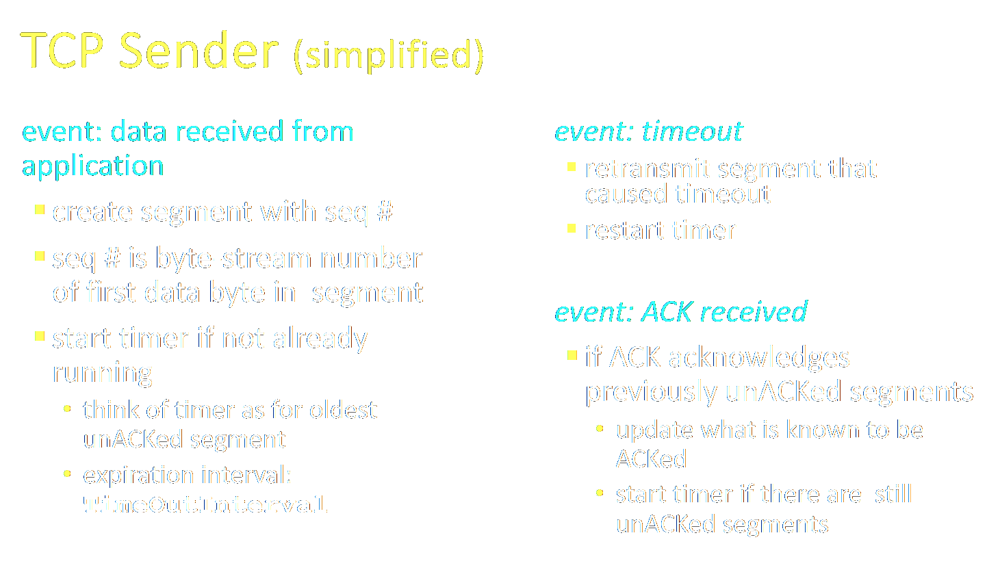 TCP Sender (simplified)
event: data received from
application
▪ create segment with seq #
▪ seq # is byte-stream number
of first data byte in  segment
▪ start timer if not already
running
• think of timer as for oldest
unACKed segment
• expiration interval:
TimeOutInterval
event: timeout
▪ retransmit segment that
caused timeout
▪ restart timer
event: ACK received
▪ if ACK acknowledges
previously unACKed segments
• update what is known to be
ACKed
• start timer if there are  still
unACKed segments